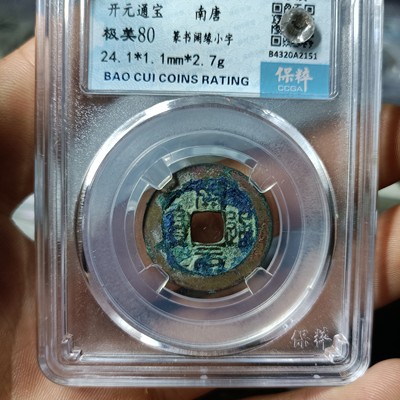 开元通宝 南唐
极美80 篆书阔缘小字
24.1*1.1mm*2.7g
BAO CUI COINS RATING
B4320A2151
保粹
CCGA
保粹